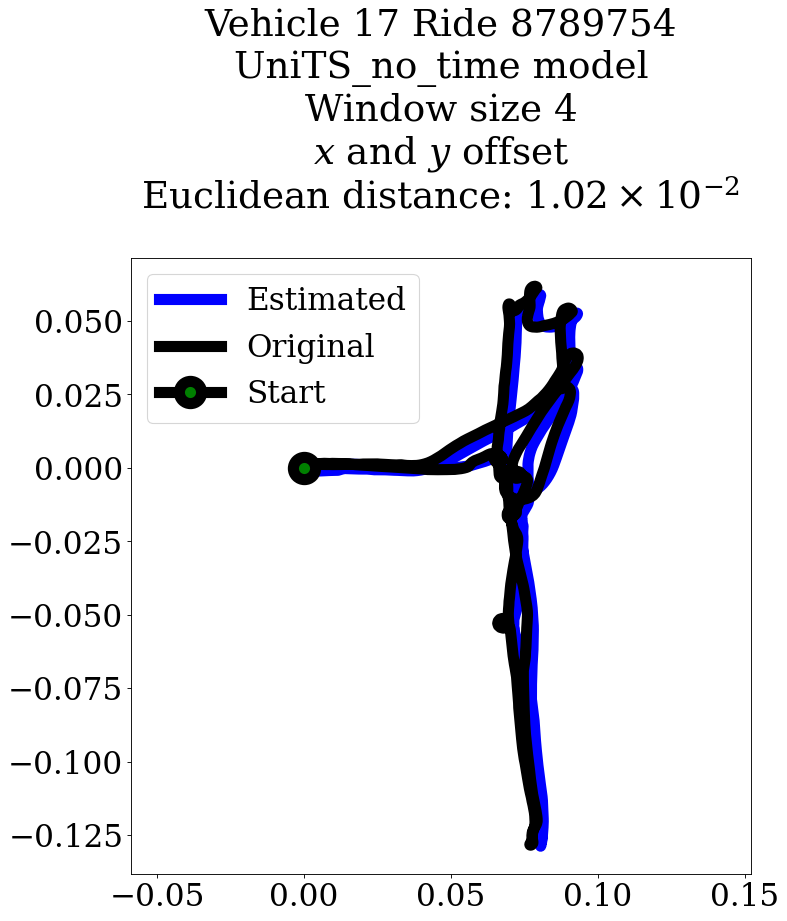 Vehicle 17 Ride 8789754
UniTS_no_time model
Window size 4
x and y offset
Euclidean distance: 1.02 × 10⁻²
Estimated
Original
Start
0.050
0.025
0.000
−0.025
−0.050
−0.075
−0.100
−0.125
−0.05 0.00 0.05 0.10 0.15